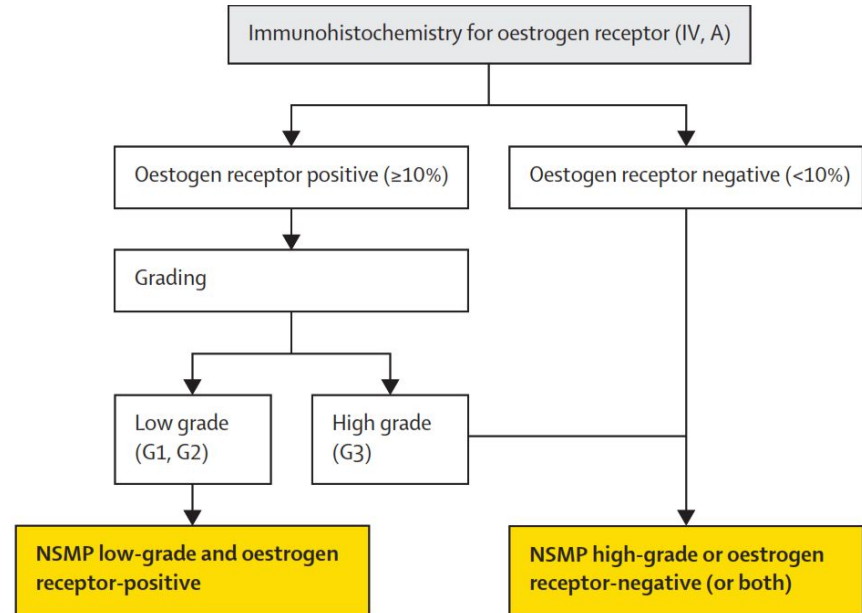 Immunohistochemistry for oestrogen receptor (IV, A)
Oestogen receptor positive (≥10%)
Oestogen receptor negative (<10%)
Grading
Low grade
(G1, G2)
High grade
(G3)
NSMP low-grade and oestrogen
receptor-positive
NSMP high-grade or oestrogen
receptor-negative (or both)